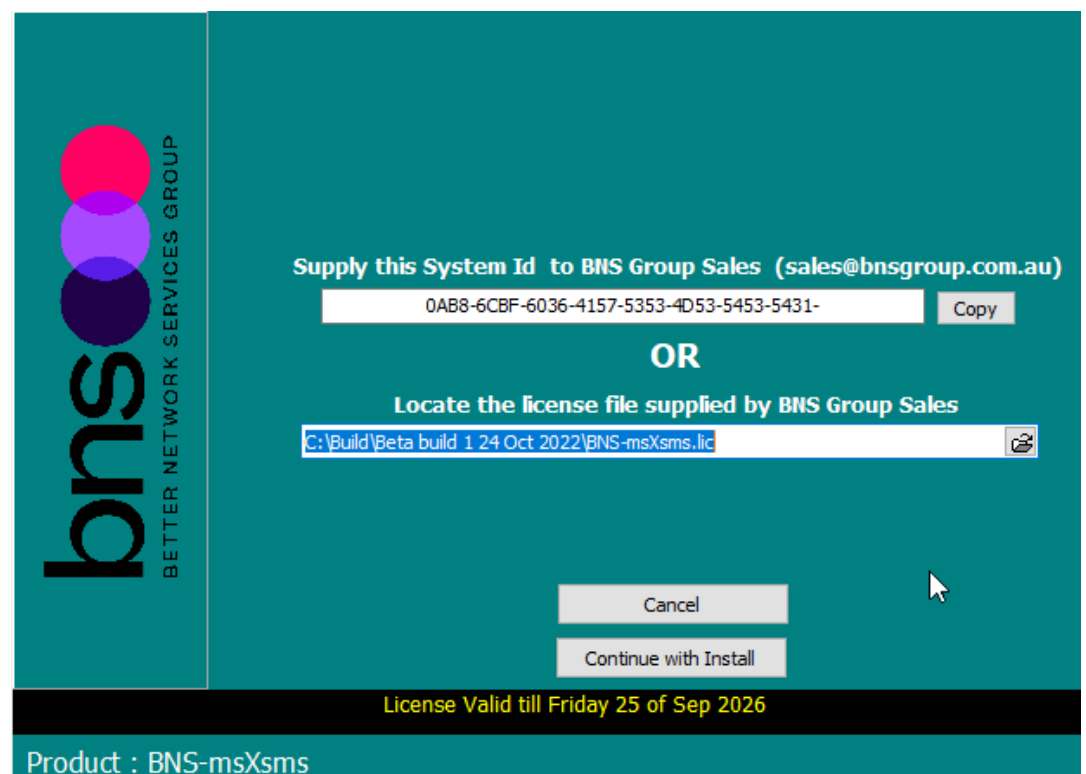 bns
BETTER NETWORK SERVICES GROUP
Supply this System Id  to BNS Group Sales  (sales@bnsgroup.com.au)
0AB8-6CBF-6036-4157-5353-4D53-5453-5431-
Copy
OR
Locate the license file supplied by BNS Group Sales
C:\Build\Beta build 1 24 Oct 2022\BNS-msXsms.lic
Cancel
Continue with Install
License Valid till Friday 25 of Sep 2026
Product : BNS-msXsms